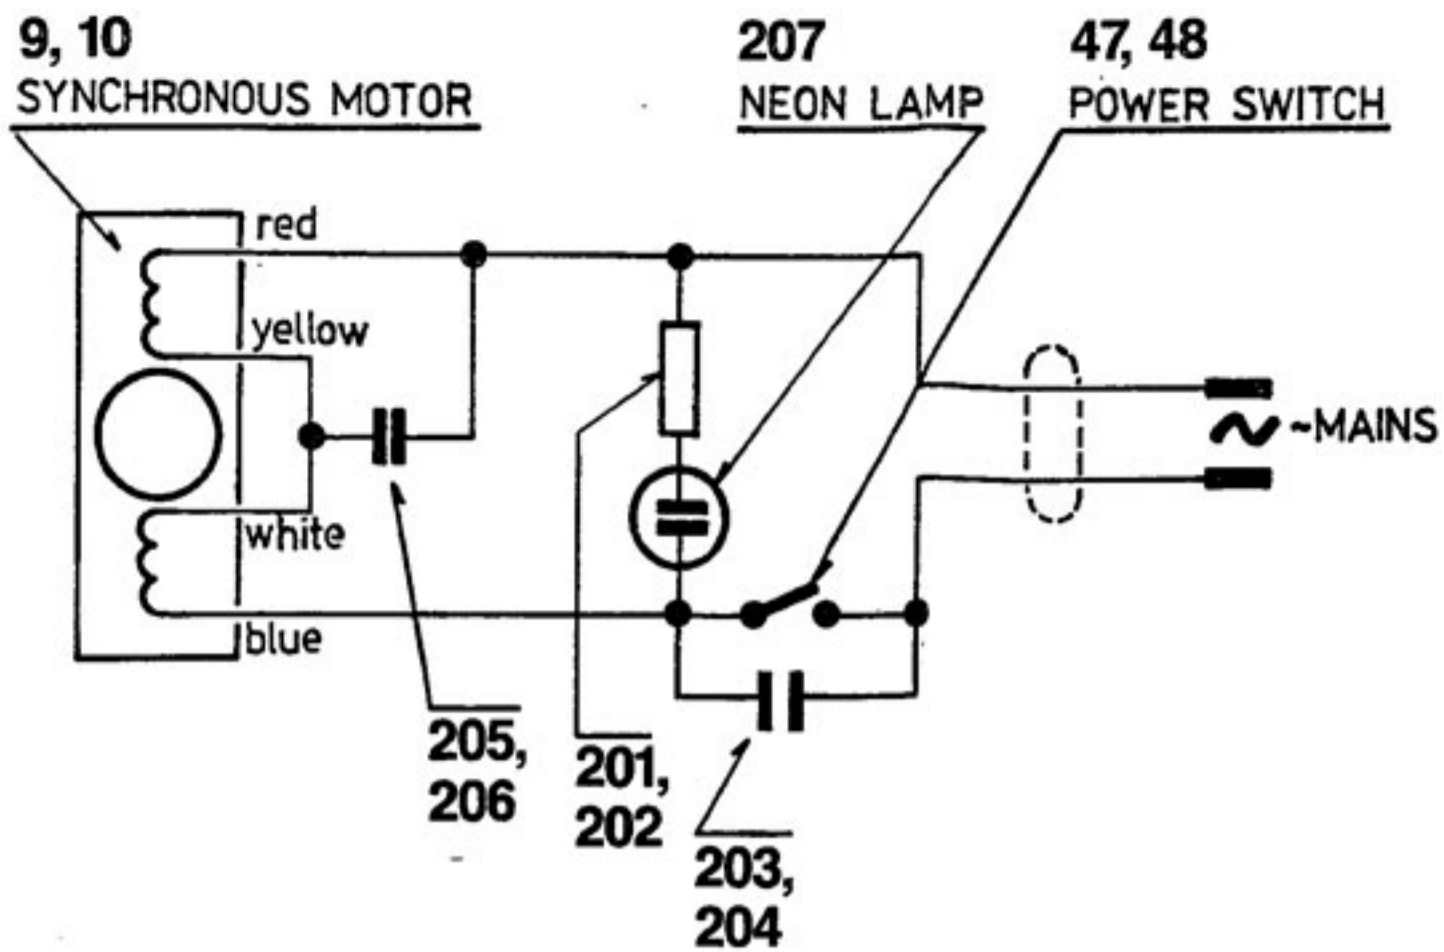 9, 10
SYNCHRONOUS MOTOR
207
NEON LAMP
47, 48
POWER SWITCH
red
yellow
white
blue
~MAINS
205,
206
201,
202
203,
204